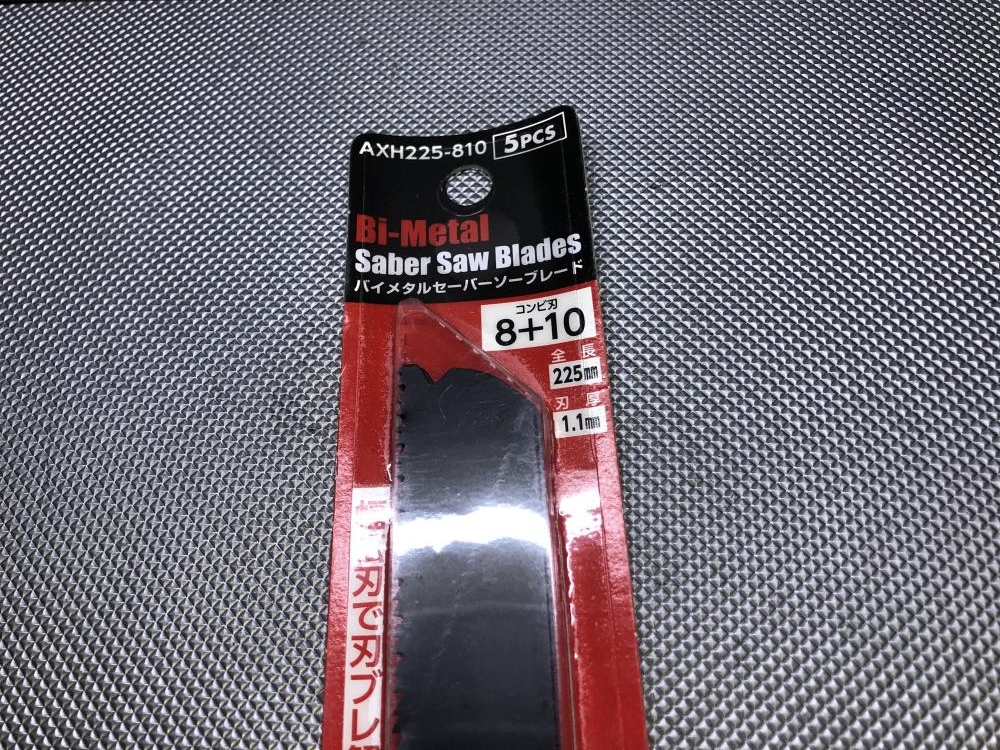 AXH225-810 5PCS
Bi-Metal
Saber Saw Blades
バイメタルセーバーソーブレード
コンビ刃
8+10
全長
225mm
刃厚
1.1mm
刃で刃ブレ